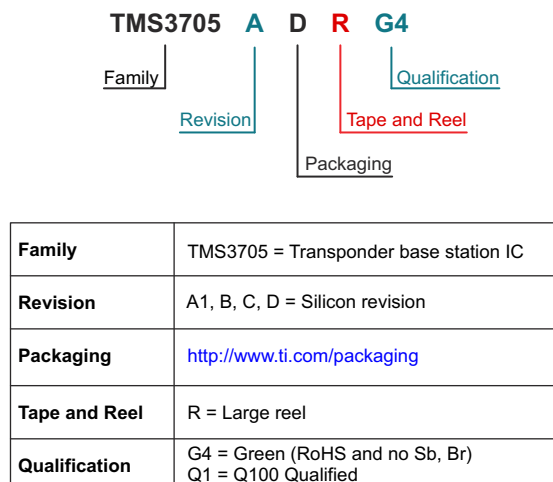 TMS3705 A D R G4
Family
Qualification
Revision
Tape and Reel
Packaging
Family TMS3705 = Transponder base station IC
Revision A1, B, C, D = Silicon revision
Packaging http://www.ti.com/packaging
Tape and Reel R = Large reel
Qualification G4 = Green (RoHS and no Sb, Br)
Q1 = Q100 Qualified